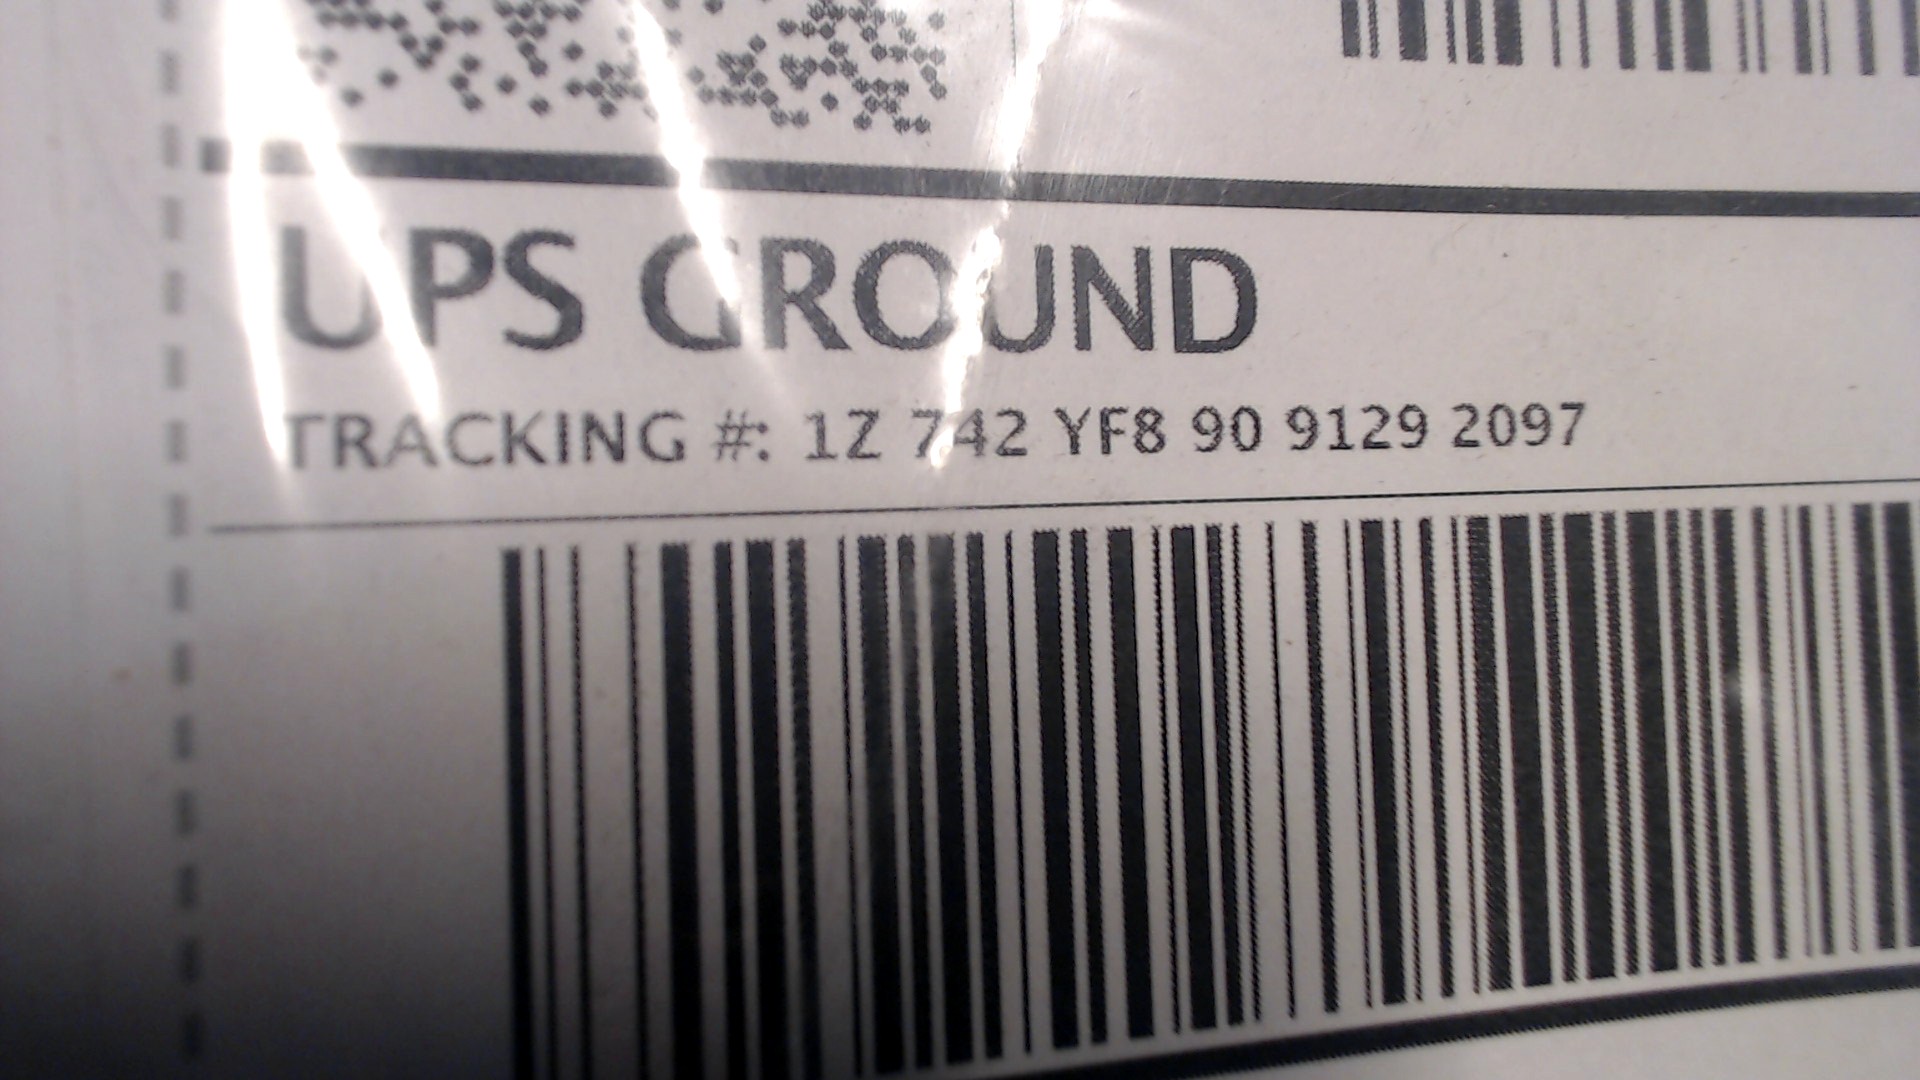 UPS GROUND
TRACKING #: 1Z 742 YF8 90 9129 2097